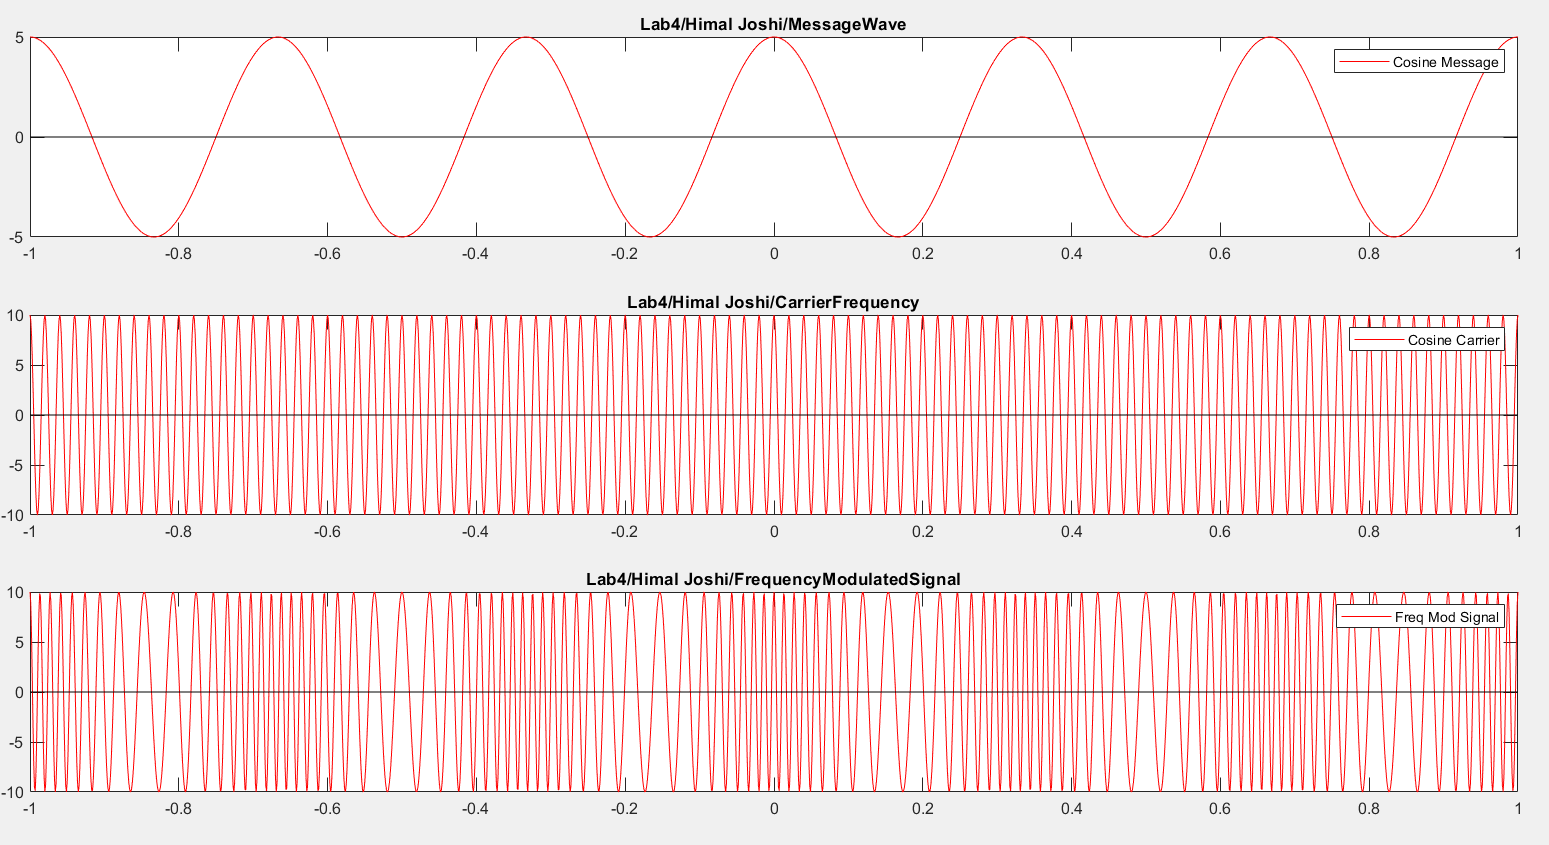 Lab4/Himal Joshi/MessageWave
5
Cosine Message
0
-5
-1 -0.8 -0.6 -0.4 -0.2 0 0.2 0.4 0.6 0.8 1
Lab4/Himal Joshi/CarrierFrequency
10
Cosine Carrier
5
0
-5
-10
-1 -0.8 -0.6 -0.4 -0.2 0 0.2 0.4 0.6 0.8 1
Lab4/Himal Joshi/FrequencyModulatedSignal
10
Freq Mod Signal
5
0
-5
-10
-1 -0.8 -0.6 -0.4 -0.2 0 0.2 0.4 0.6 0.8 1